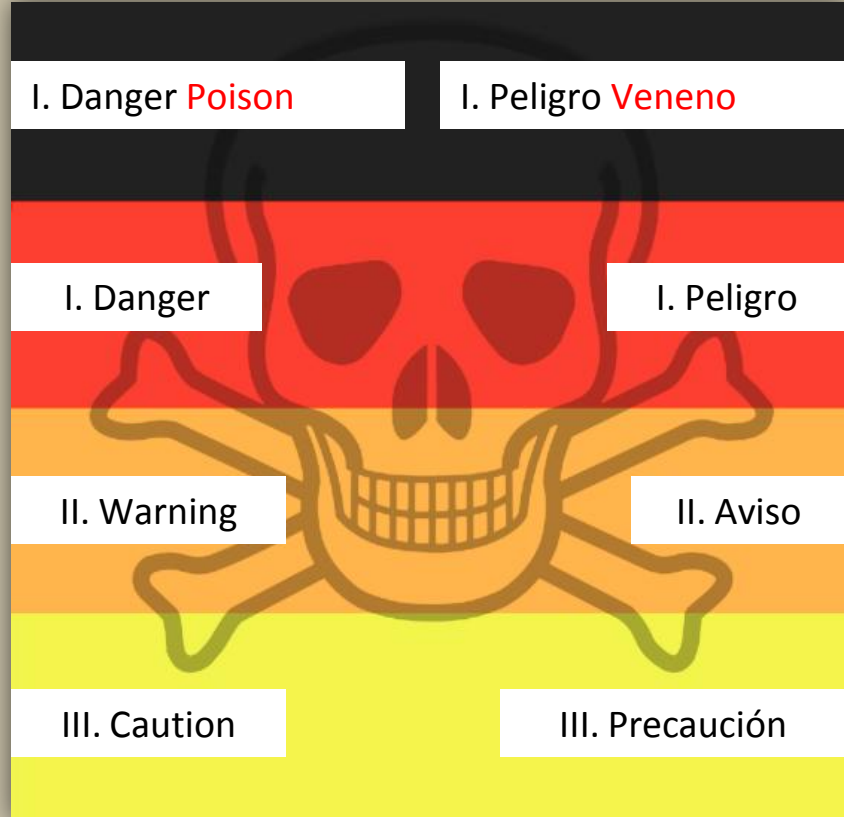 I. Danger Poison
I. Peligro Veneno
I. Danger
I. Peligro
II. Warning
II. Aviso
III. Caution
III. Precaución